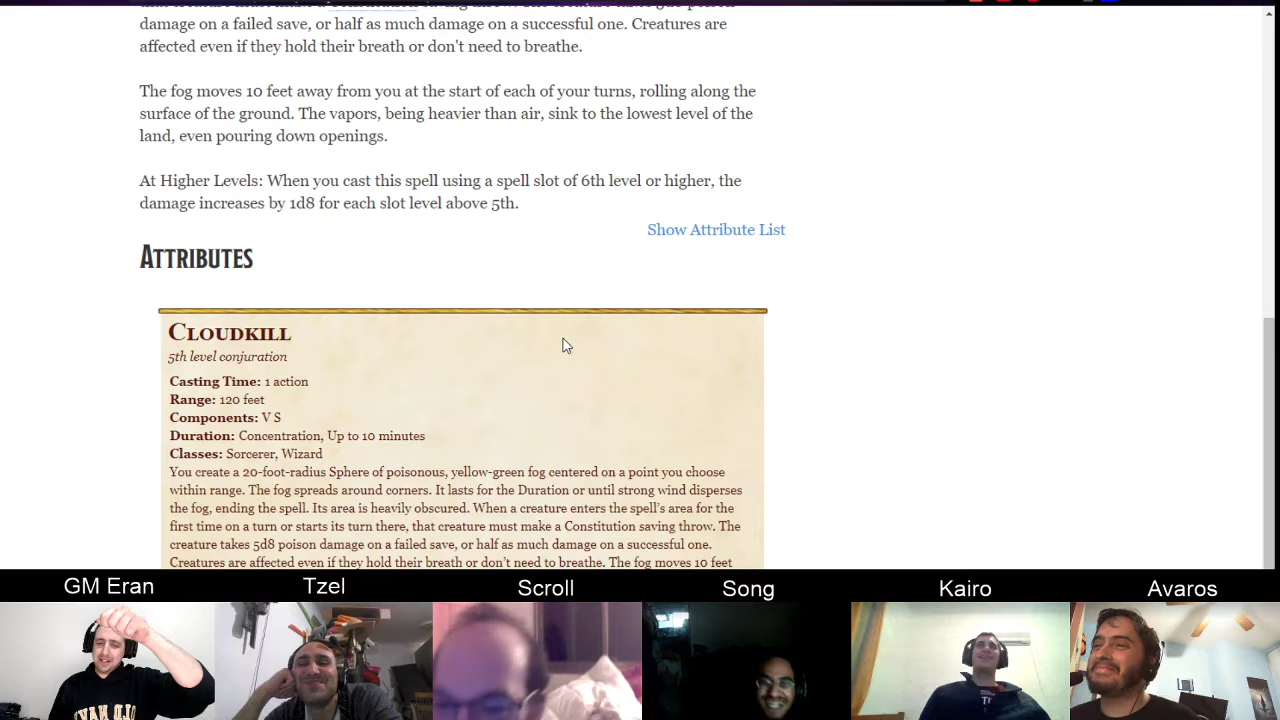 damage on a failed save, or half as much damage on a successful one. Creatures are
affected even if they hold their breath or don't need to breathe.
The fog moves 10 feet away from you at the start of each of your turns, rolling along the
surface of the ground. The vapors, being heavier than air, sink to the lowest level of the
land, even pouring down openings.
At Higher Levels: When you cast this spell using a spell slot of 6th level or higher, the
damage increases by 1d8 for each slot level above 5th.
Show Attribute List
ATTRIBUTES
CLOUDKILL
5th level conjuration
Casting Time: 1 action
Range: 120 feet
Components: V S
Duration: Concentration, Up to 10 minutes
Classes: Sorcerer, Wizard
You create a 20-foot-radius Sphere of poisonous, yellow-green fog centered on a point you choose
within range. The fog spreads around corners. It lasts for the Duration or until strong wind disperses
the fog, ending the spell. Its area is heavily obscured. When a creature enters the spell's area for the
first time on a turn or starts its turn there, that creature must make a Constitution saving throw. The
creature takes 5d8 poison damage on a failed save, or half as much damage on a successful one.
Creatures are affected even if they hold their breath or don't need to breathe. The fog moves 10 feet
GM Eran
Tzel
Scroll
Song
Kairo
Avaros